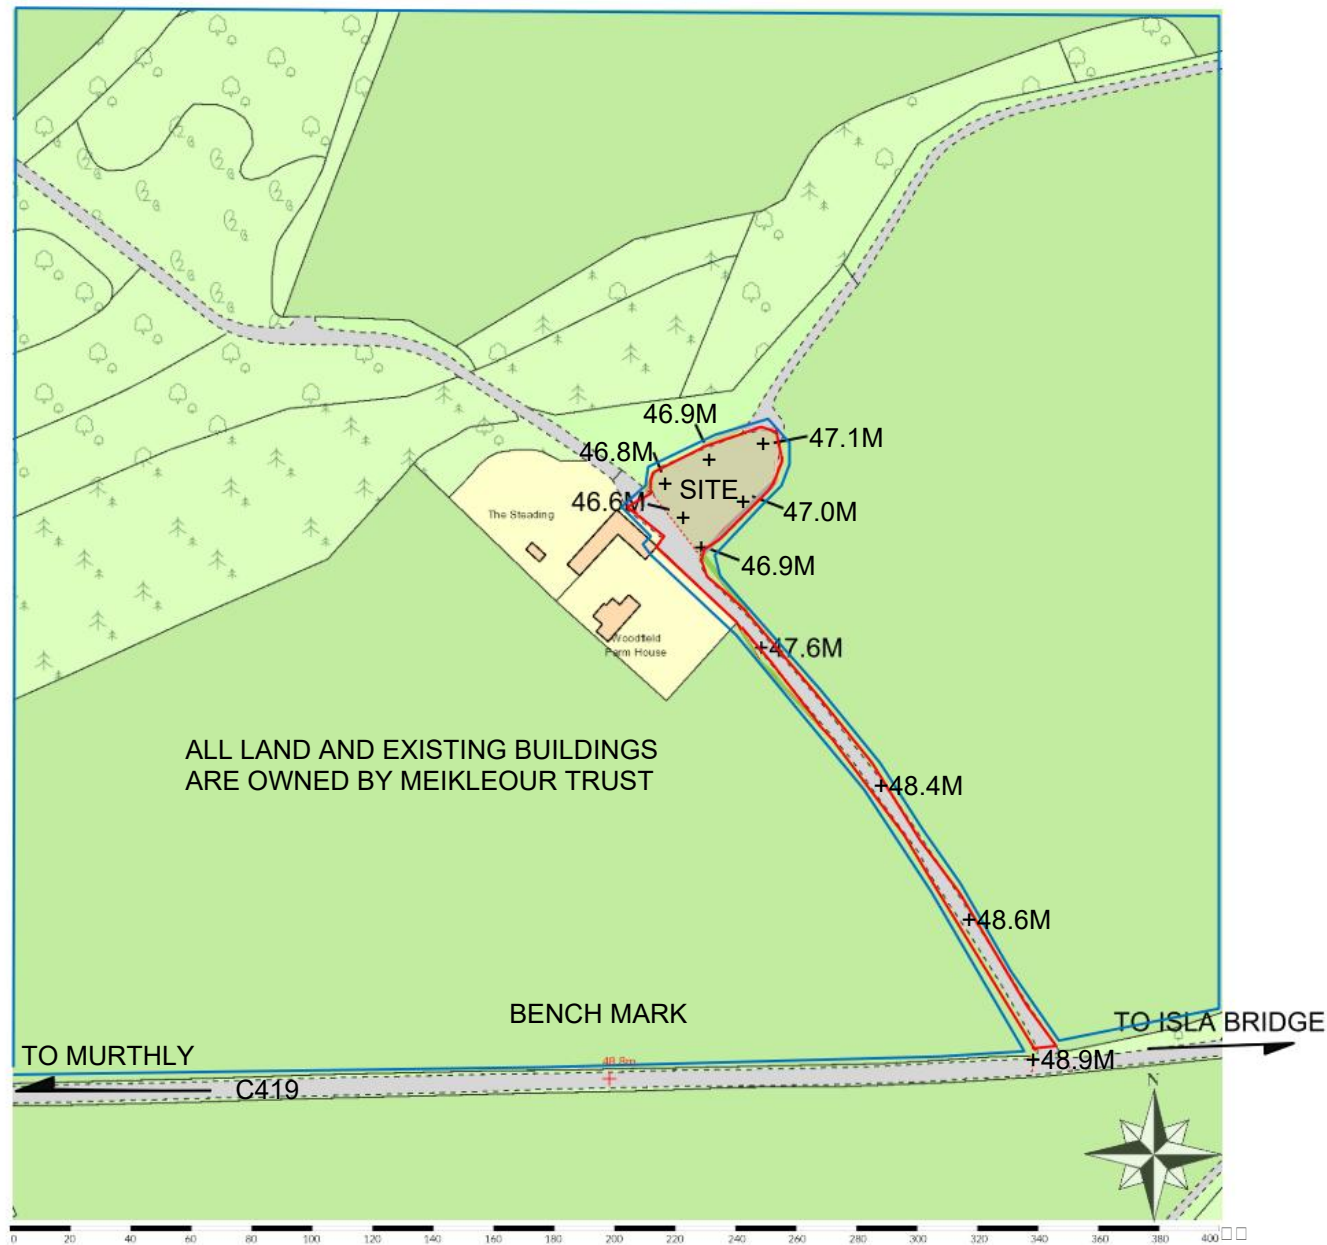 46.9M
47.1M
46.8M
SITE
46.6M
The Steading
47.0M
46.9M
Woodfield
Farm House
47.6M
ALL LAND AND EXISTING BUILDINGS
ARE OWNED BY MEIKLEOUR TRUST
48.4M
48.6M
BENCH MARK
TO ISLA BRIDGE
TO MURTHLY
48.8m
48.9M
C419
N
0 20 40 60 80 100 120 140 160 180 200 220 240 260 280 300 320 340 360 380 400